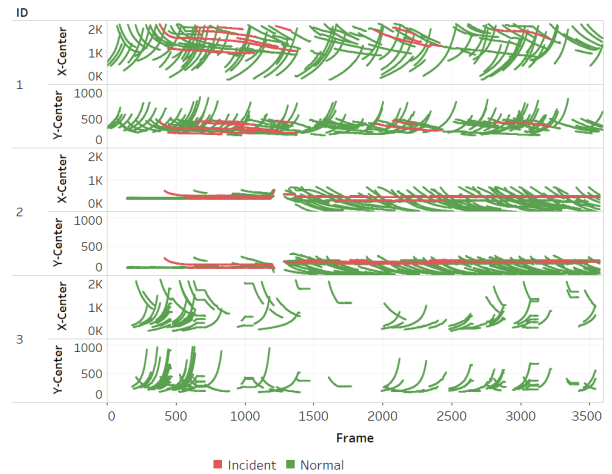 ID
1
X-Center
2K
1K
0K
Y-Center
1000
500
0
2
X-Center
2K
1K
0K
Y-Center
1000
500
0
3
X-Center
2K
1K
0K
Y-Center
1000
500
0
0 500 1000 1500 2000 2500 3000 3500
Frame
Incident Normal